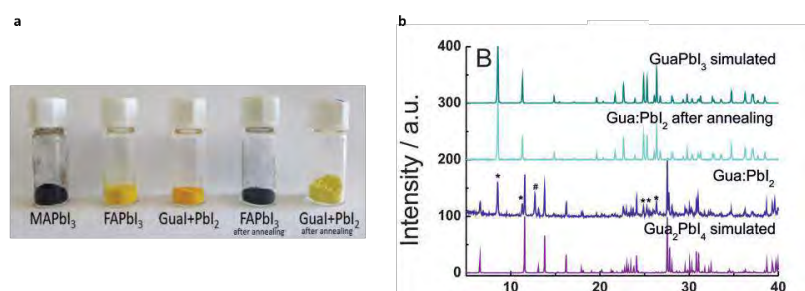 a
b
MAPbI₃
FAPbI₃
GuaI+PbI₂
FAPbI₃
after annealing
GuaI+PbI₂
after annealing
B
GuaPbI₃ simulated
Gua:PbI₂ after annealing
Gua:PbI₂
Gua₂PbI₄ simulated
Intensity / a.u.
400
300
200
100
0
* * # * * *
10 20 30 40